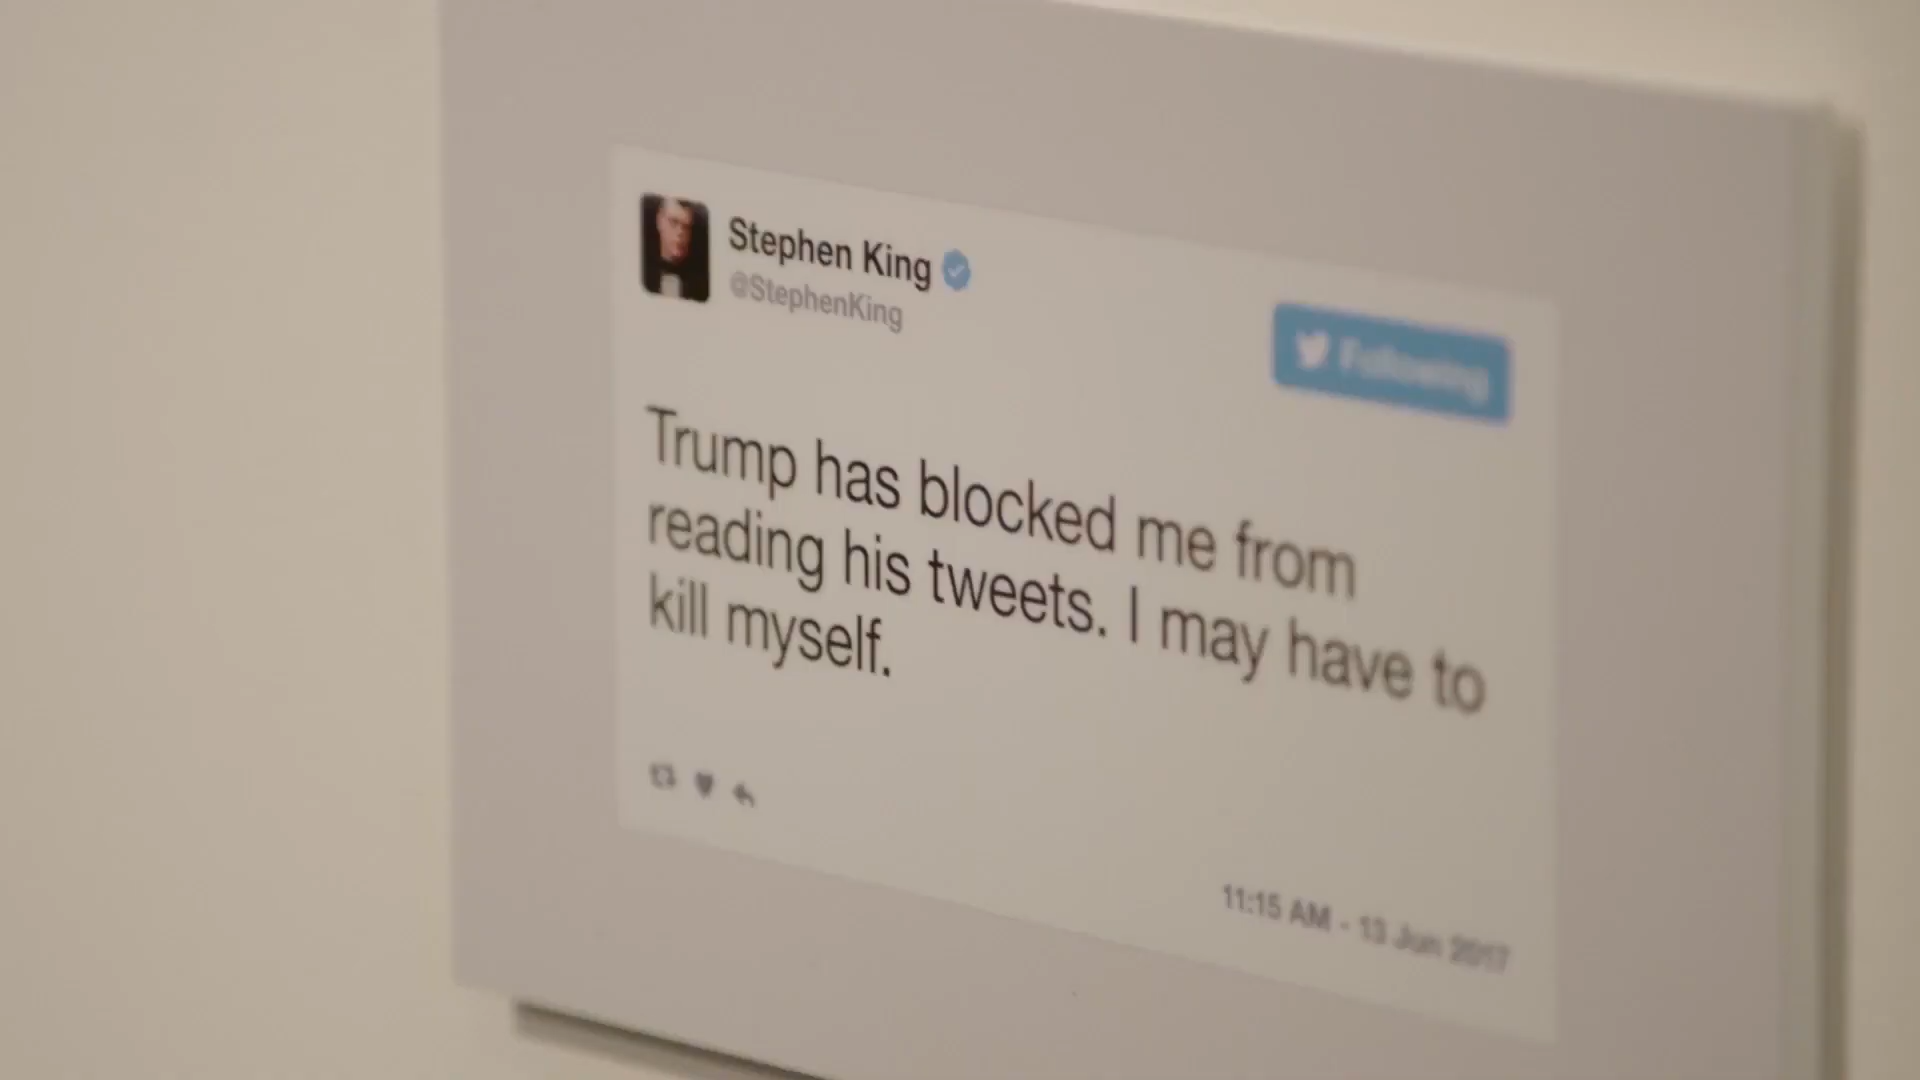 Stephen King
@StephenKing
Following
Trump has blocked me from
reading his tweets. I may have to
kill myself.
11:15 AM - 13 Jun 2017